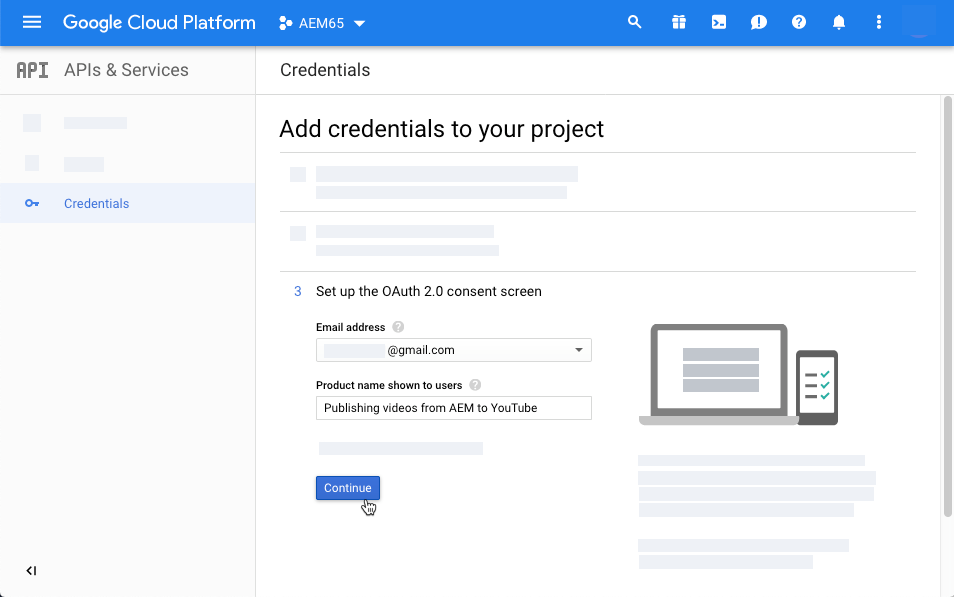 Google Cloud Platform AEM65
API APIs & Services
Credentials
Credentials
Add credentials to your project
3 Set up the OAuth 2.0 consent screen
Email address ?
@gmail.com
Product name shown to users ?
Publishing videos from AEM to YouTube
Continue